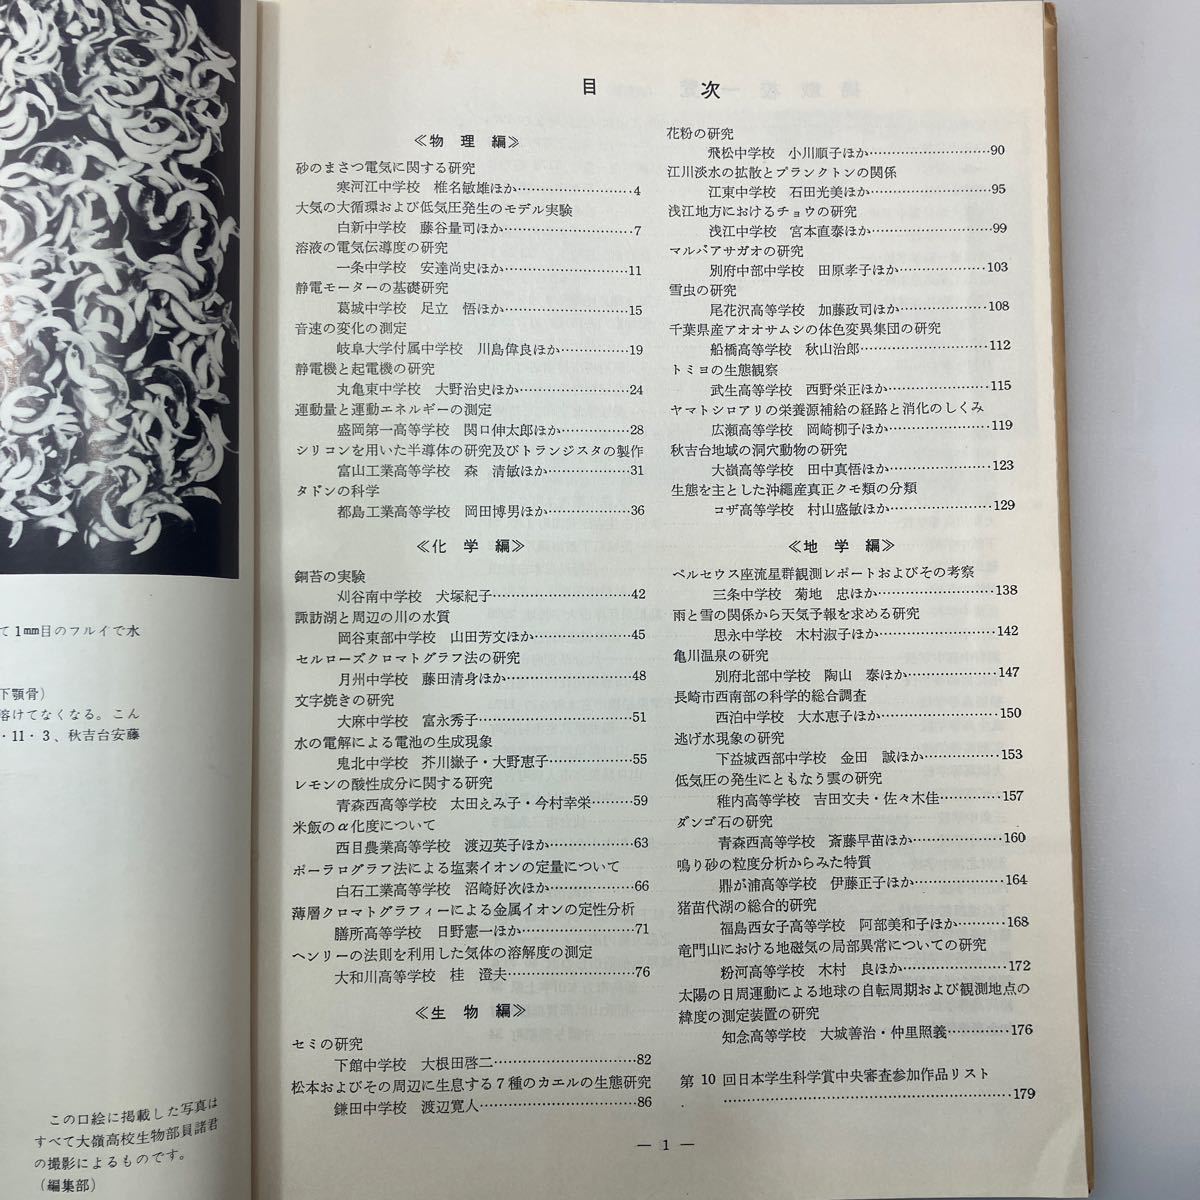 て1mm目のフルイで水
下顎骨)
溶けてなくなる。こん
・11・3、秋吉台安藤
この口絵に掲載した写真は
すべて大嶺高校生物部員諸君
の撮影によるものです。
(編集部)
目次
≪物理編≫
砂のまさつ電気に関する研究
寒河江中学校 椎名敏雄ほか…………………4
大気の大循環および低気圧発生のモデル実験
白新中学校 藤谷量司ほか…………………7
溶液の電気伝導度の研究
一条中学校 安達尚史ほか…………………11
静電モーターの基礎研究
葛城中学校 足立 悟ほか…………………15
音速の変化の測定
岐阜大学付属中学校 川島偉良ほか…………19
静電機と起電機の研究
丸亀東中学校 大野治史ほか………………24
運動量と運動エネルギーの測定
盛岡第一高等学校 関口伸太郎ほか…………28
シリコンを用いた半導体の研究及びトランジスタの製作
富山工業高等学校 森 清敏ほか……………31
タドンの科学
都島工業高等学校 岡田博男ほか……………36
≪化学編≫
銅苔の実験
刈谷南中学校 犬塚紀子……………………42
諏訪湖と周辺の川の水質
岡谷東部中学校 山田芳文ほか………………45
セルローズクロマトグラフ法の研究
月州中学校 藤田清身ほか…………………48
文字焼きの研究
大麻中学校 富永秀子………………………51
水の電解による電池の生成現象
鬼北中学校 芥川嶽子・大野恵子……………55
レモンの酸性成分に関する研究
青森西高等学校 太田えみ子・今村幸栄………59
米飯のα化度について
西目農業高等学校 渡辺英子ほか……………63
ポーラログラフ法による塩素イオンの定量について
白石工業高等学校 沼崎好次ほか……………66
薄層クロマトグラフィーによる金属イオンの定性分析
膳所高等学校 日野憲一ほか…………………71
ヘンリーの法則を利用した気体の溶解度の測定
大和川高等学校 桂 澄夫……………………76
≪生物編≫
セミの研究
下館中学校 大根田啓二……………………82
松本およびその周辺に生息する7種のカエルの生態研究
鎌田中学校 渡辺寛人………………………86
花粉の研究
飛松中学校 小川順子ほか…………………90
江川淡水の拡散とプランクトンの関係
江東中学校 石田光美ほか…………………95
浅江地方におけるチョウの研究
浅江中学校 宮本直泰ほか…………………99
マルバアサガオの研究
別府中部中学校 田原孝子ほか……………103
雪虫の研究
尾花沢高等学校 加藤政司ほか……………108
千葉県産アオオサムシの体色変異集団の研究
船橋高等学校 秋山治郎……………………112
トミヨの生態観察
武生高等学校 西野栄正ほか………………115
ヤマトシロアリの栄養源補給の経路と消化のしくみ
広瀬高等学校 岡崎柳子ほか………………119
秋吉台地域の洞穴動物の研究
大嶺高等学校 田中真悟ほか………………123
生態を主とした沖縄産真正クモ類の分類
コザ高等学校 村山盛敏ほか………………129
≪地学編≫
ペルセウス座流星群観測レポートおよびその考察
三条中学校 菊地 忠ほか…………………138
雨と雪の関係から天気予報を求める研究
思永中学校 木村淑子ほか…………………142
亀川温泉の研究
別府北部中学校 陶山 泰ほか……………147
長崎市西南部の科学的総合調査
西泊中学校 大水恵子ほか…………………150
逃げ水現象の研究
下益城西部中学校 金田 誠ほか…………153
低気圧の発生にともなう雲の研究
稚内高等学校 吉田文夫・佐々木佳…………157
ダンゴ石の研究
青森西高等学校 斎藤早苗ほか……………160
鳴り砂の粒度分析からみた特質
鼎が浦高等学校 伊藤正子ほか……………164
猪苗代湖の総合的研究
福島西女子高等学校 阿部美和子ほか………168
竜門山における地磁気の局部異常についての研究
粉河高等学校 木村 良ほか………………172
太陽の日周運動による地球の自転周期および観測地点の
緯度の測定装置の研究
知念高等学校 大城善治・仲里照義…………176
第10回日本学生科学賞中央審査参加作品リスト
………………………………………………179
— 1 —